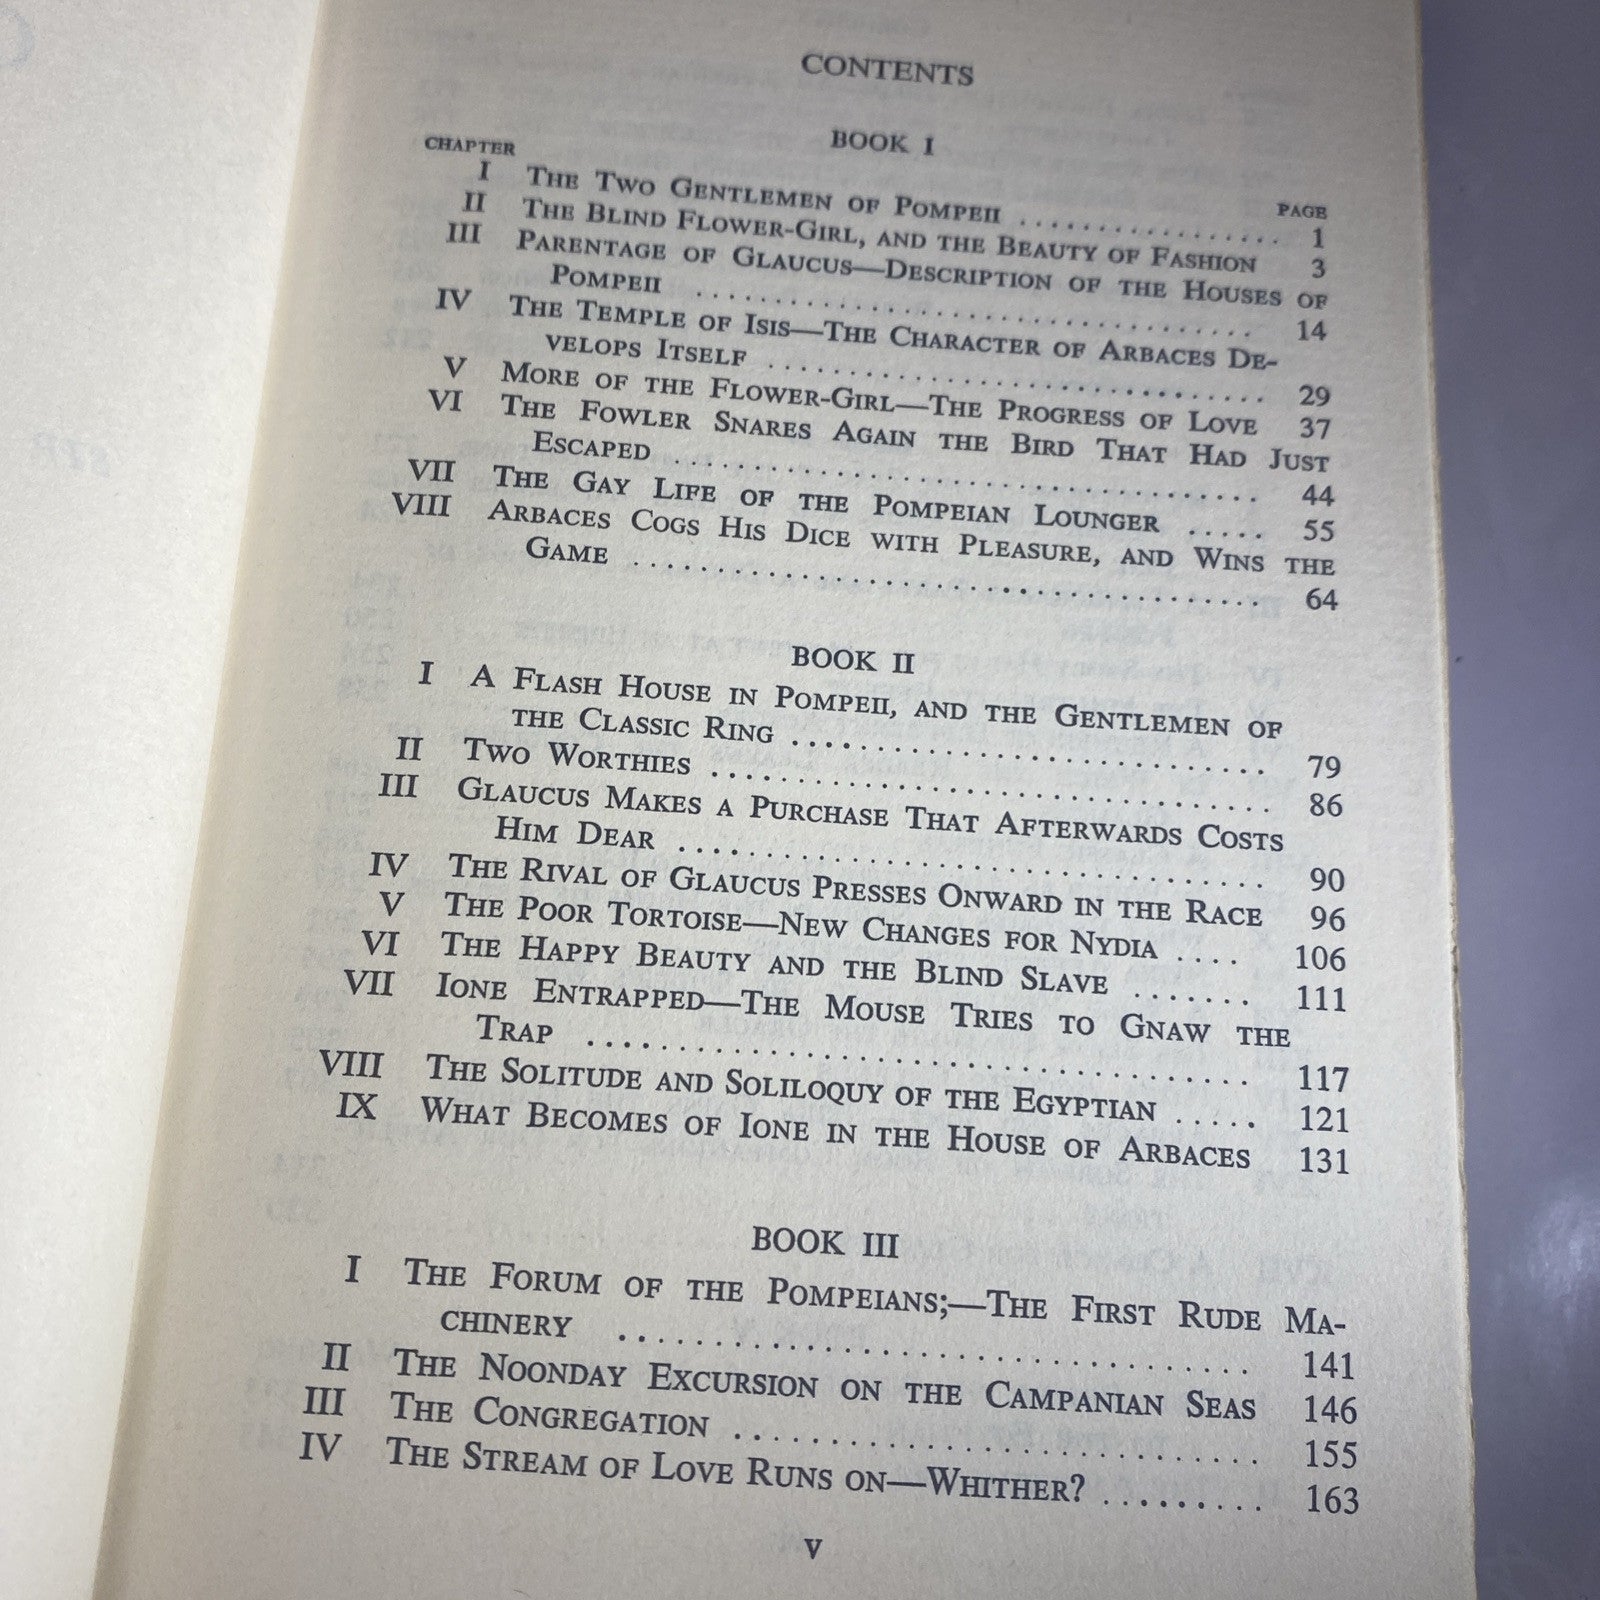 CONTENTS
BOOK I
CHAPTER
PAGE
I The Two Gentlemen of Pompeii . . . . . . . . . . . . . . . . . . 1
II The Blind Flower-Girl, and the Beauty of Fashion 3
III Parentage of Glaucus—Description of the Houses of
Pompeii . . . . . . . . . . . . . . . . . . . . . . . . . . . . . . . . . . . . 14
IV The Temple of Isis—The Character of Arbaces De-
velops Itself . . . . . . . . . . . . . . . . . . . . . . . . . . . . . . . . 29
V More of the Flower-Girl—The Progress of Love 37
VI The Fowler Snares Again the Bird That Had Just
Escaped . . . . . . . . . . . . . . . . . . . . . . . . . . . . . . . . . . . . 44
VII The Gay Life of the Pompeian Lounger . . . . . 55
VIII Arbaces Cogs His Dice with Pleasure, and Wins the
Game . . . . . . . . . . . . . . . . . . . . . . . . . . . . . . . . . . . . . 64
BOOK II
I A Flash House in Pompeii, and the Gentlemen of
the Classic Ring . . . . . . . . . . . . . . . . . . . . . . . . . . . . 79
II Two Worthies . . . . . . . . . . . . . . . . . . . . . . . . . . . . . . . 86
III Glaucus Makes a Purchase That Afterwards Costs
Him Dear . . . . . . . . . . . . . . . . . . . . . . . . . . . . . . . . . . 90
IV The Rival of Glaucus Presses Onward in the Race 96
V The Poor Tortoise—New Changes for Nydia . . . . 106
VI The Happy Beauty and the Blind Slave . . . . . . . 111
VII Ione Entrapped—The Mouse Tries to Gnaw the
Trap . . . . . . . . . . . . . . . . . . . . . . . . . . . . . . . . . . . . . 117
VIII The Solitude and Soliloquy of the Egyptian . . . . . 121
IX What Becomes of Ione in the House of Arbaces 131
BOOK III
I The Forum of the Pompeians;—The First Rude Ma-
chinery . . . . . . . . . . . . . . . . . . . . . . . . . . . . . . . . . . . 141
II The Noonday Excursion on the Campanian Seas 146
III The Congregation . . . . . . . . . . . . . . . . . . . . . . . . . . . . 155
IV The Stream of Love Runs on—Whither? . . . . . . . . . 163
v